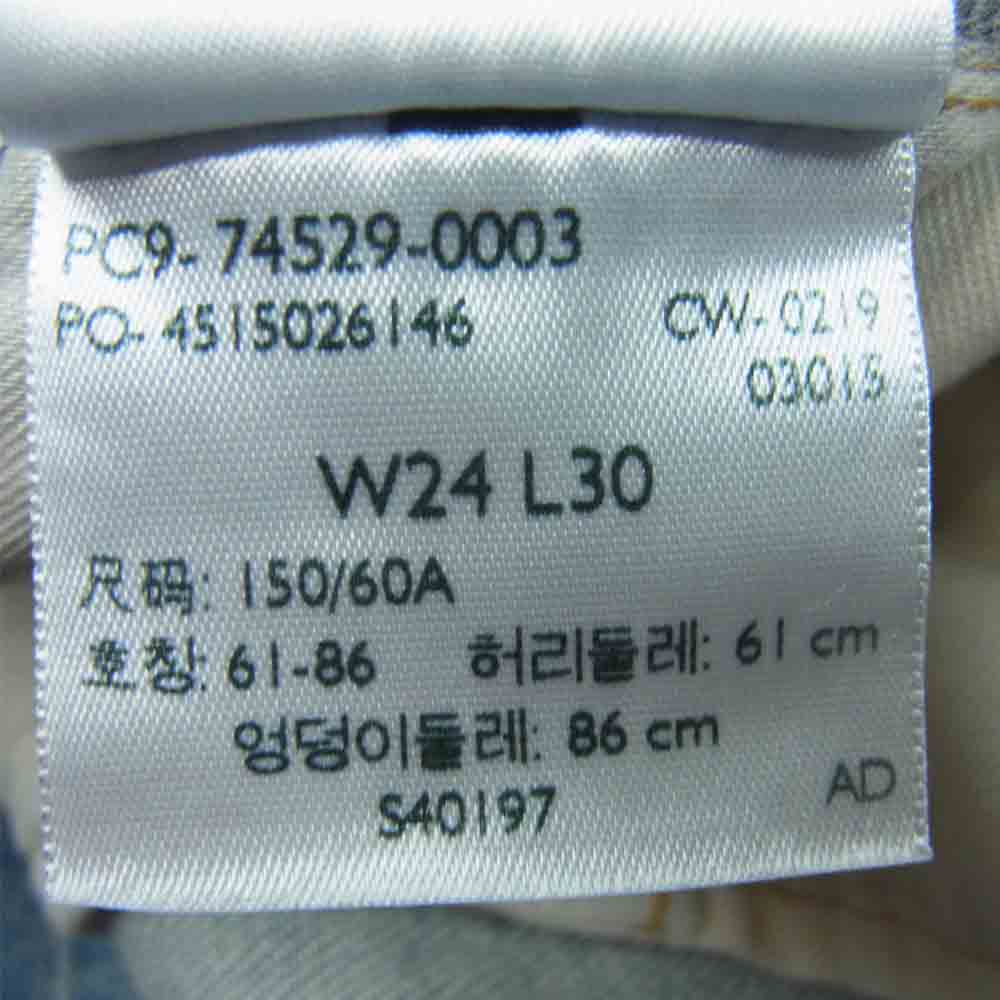 PC9- 74529-0003
PO- 4515026146 CW- 0219
03015
W24 L30
尺码: 150/60A
호칭: 61-86 허리둘레: 61 cm
엉덩이둘레: 86 cm
S40197 AD